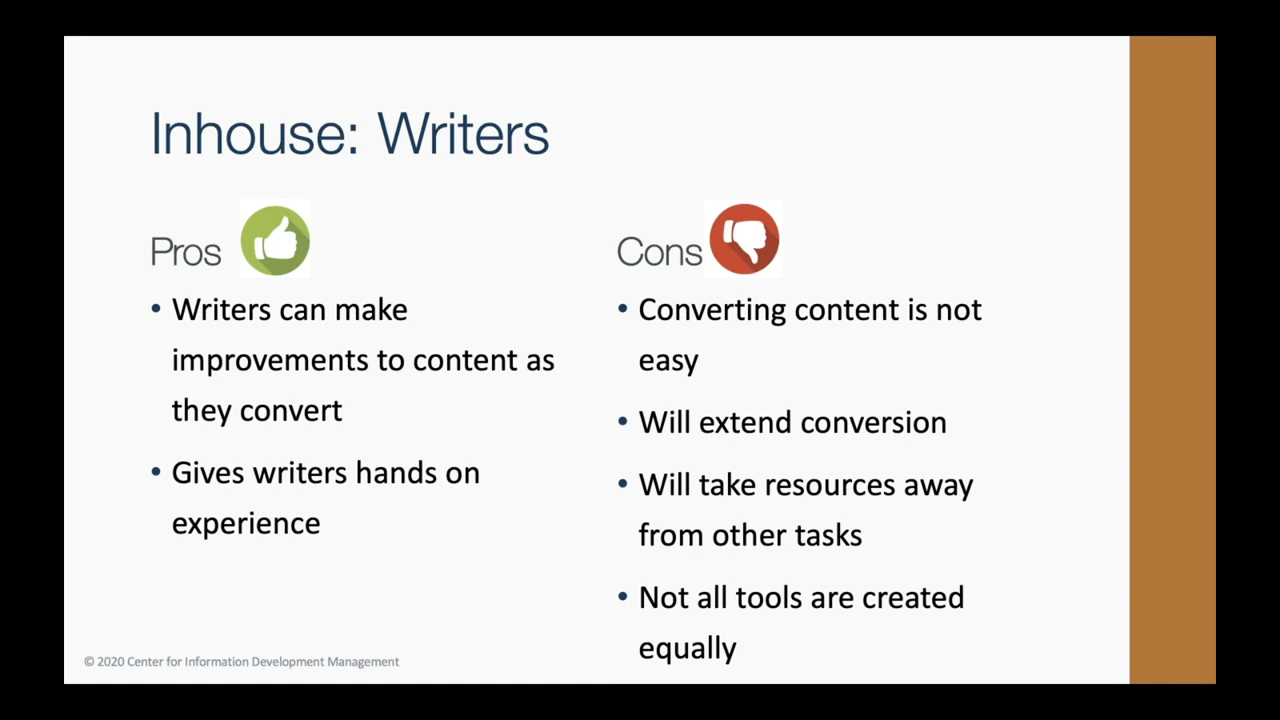 Inhouse: Writers
Pros
• Writers can make
improvements to content as
they convert
• Gives writers hands on
experience
Cons
• Converting content is not
easy
• Will extend conversion
• Will take resources away
from other tasks
• Not all tools are created
equally
© 2020 Center for Information Development Management